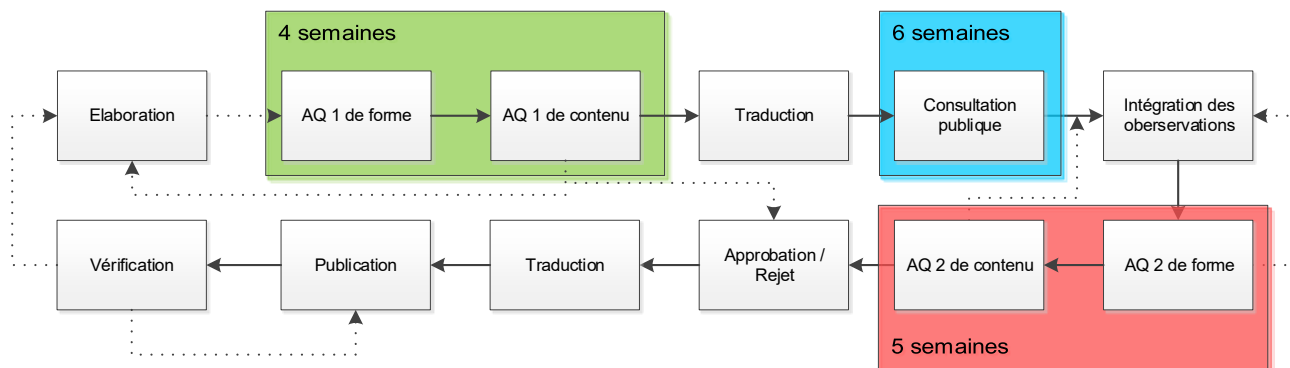 4 semaines
6 semaines
Elaboration
AQ 1 de forme
AQ 1 de contenu
Traduction
Consultation
publique
Intégration des
oberservations
Vérification
Publication
Traduction
Approbation /
Rejet
AQ 2 de contenu
AQ 2 de forme
5 semaines